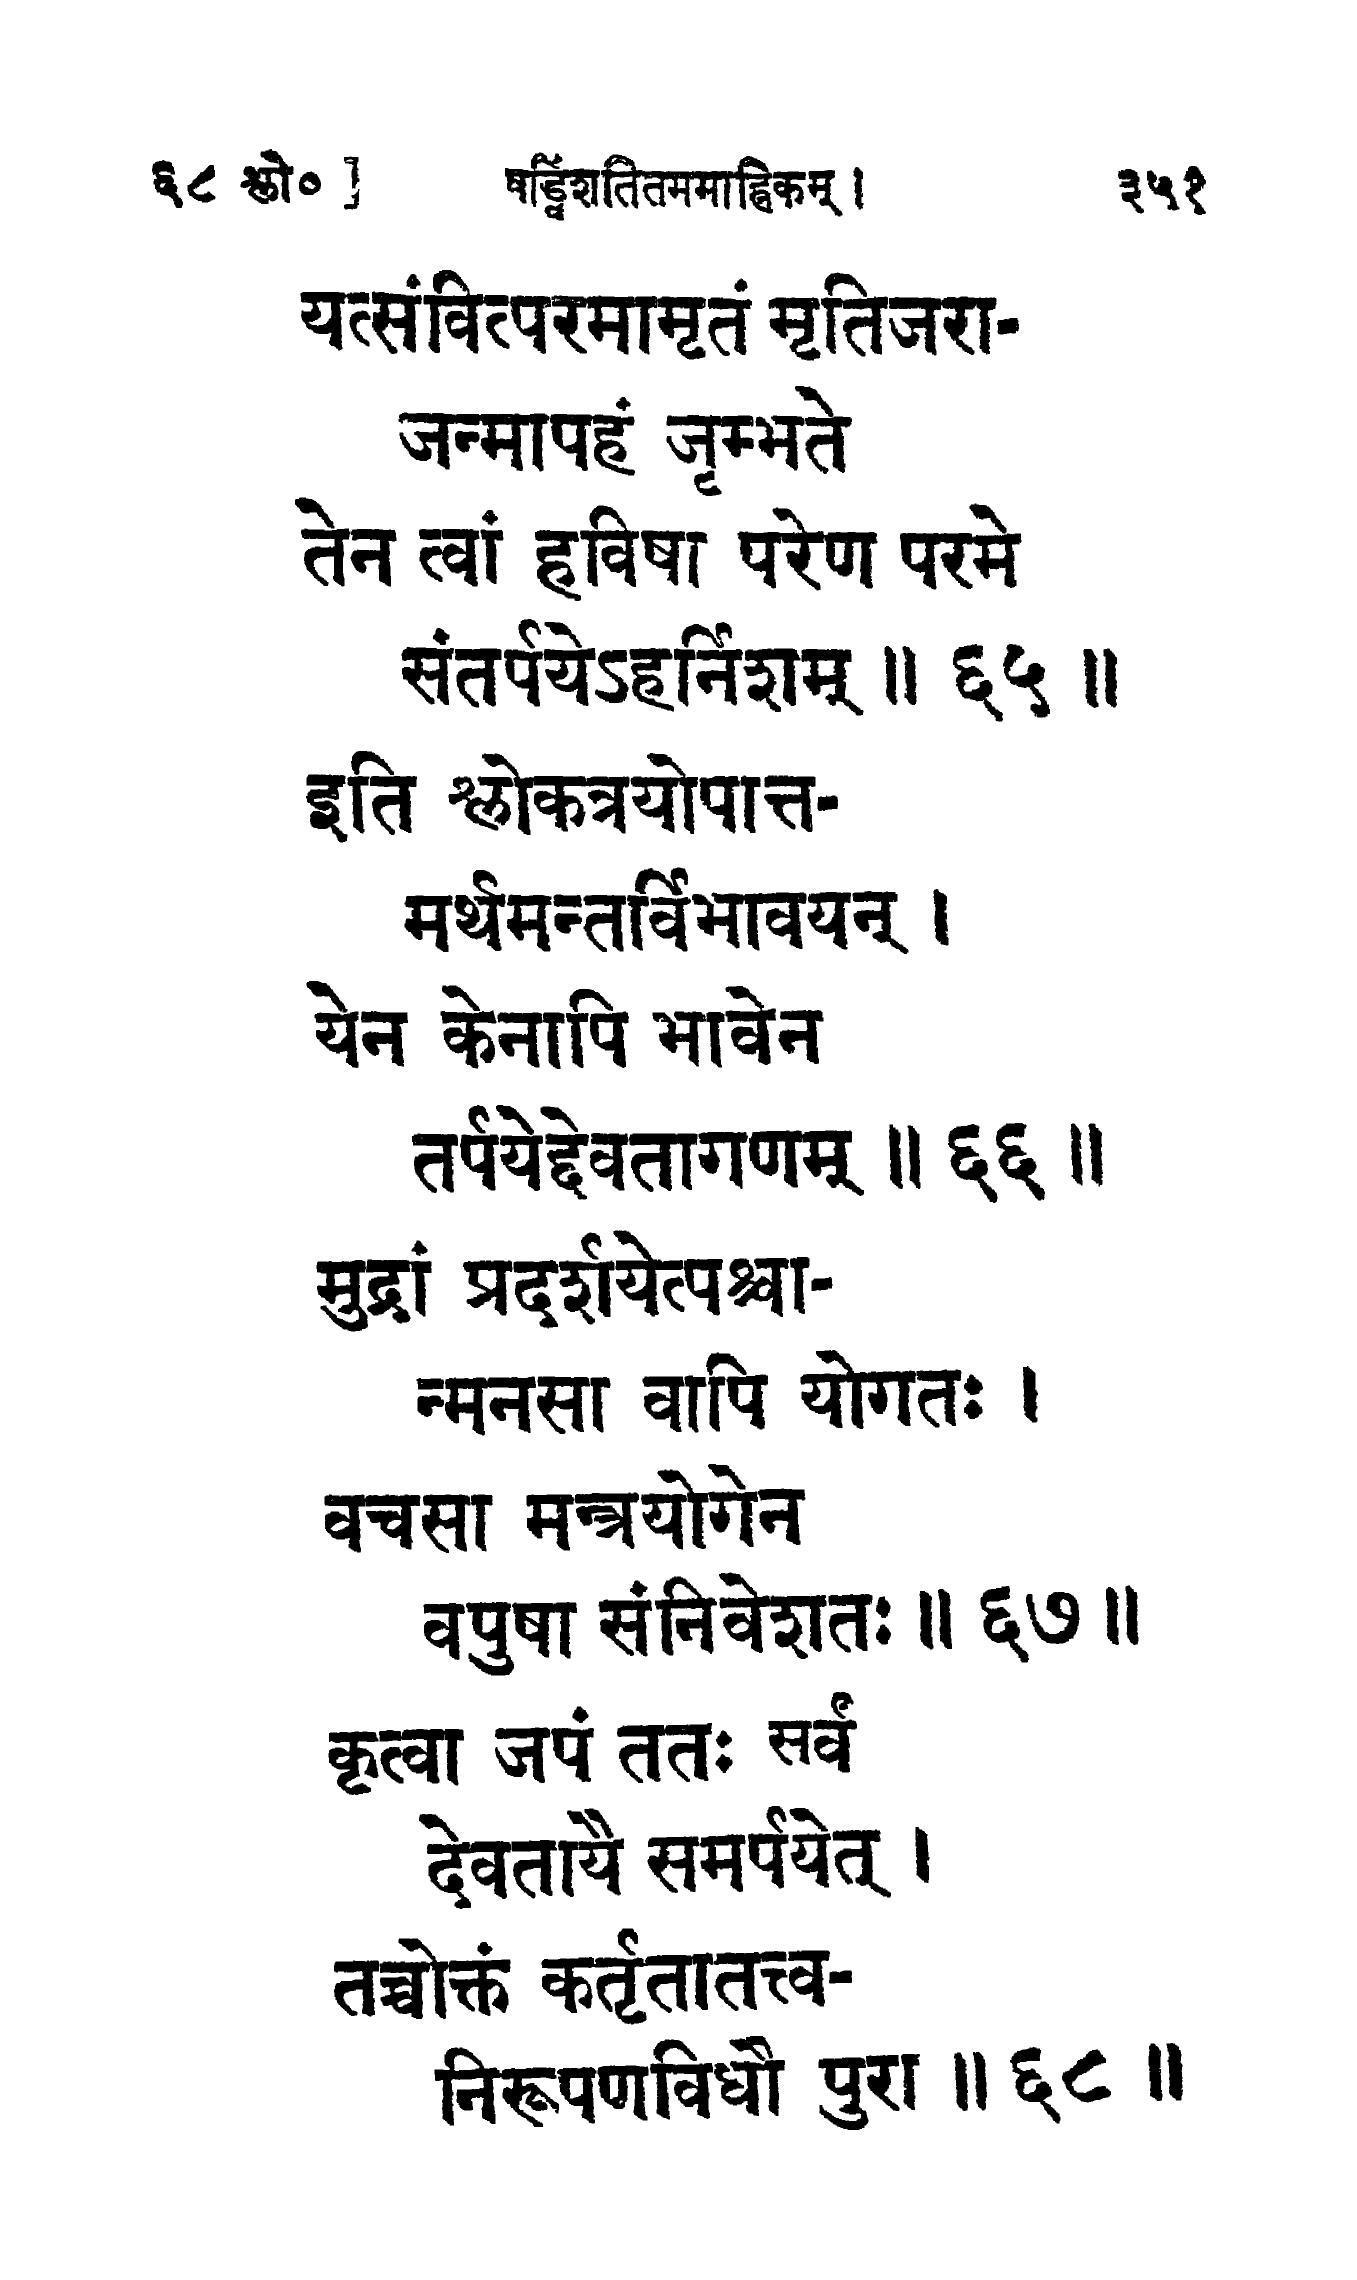 ६८ श्लो० ] षड्विंशतितममाह्निकम् । ३५१
यत्संवित्परमामृतं मृतिजरा-
जन्मापहं जृम्भते
तेन त्वां हविषा परेण परमे
संतर्पयेऽहर्निशम् ॥ ६५ ॥
इति श्लोकत्रयोपात्त-
मर्थमन्तर्विभावयन् ।
येन केनापि भावेन
तर्पयेद्देवतागणम् ॥ ६६ ॥
मुद्रां प्रदर्शयेत्पश्चा-
न्मनसा वापि योगतः ।
वचसा मन्त्रयोगेन
वपुषा संनिवेशतः ॥ ६७ ॥
कृत्वा जपं ततः सर्वं
देवतायै समर्पयेत् ।
तच्चोक्तं कर्तृतातत्त्व-
निरूपणविधौ पुरा ॥ ६८ ॥